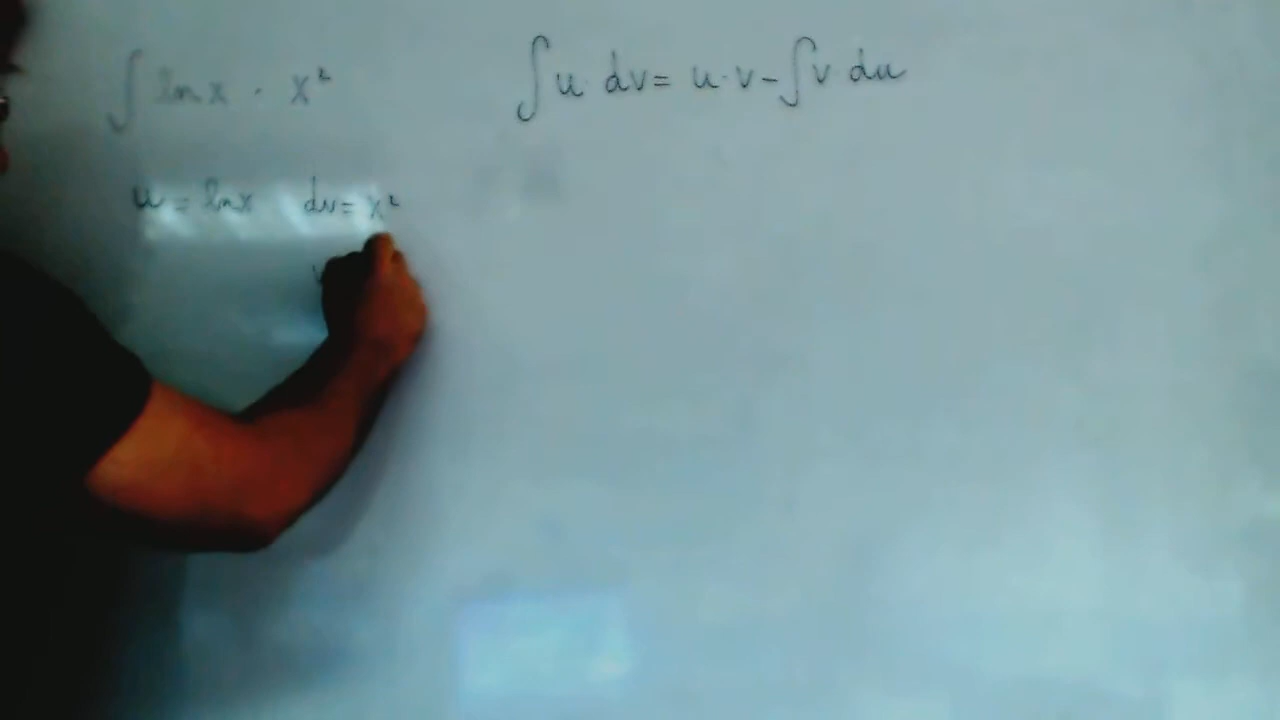 ∫ ln x · x²
∫ u · dv = u · v - ∫ v du
u = ln x dv = x²